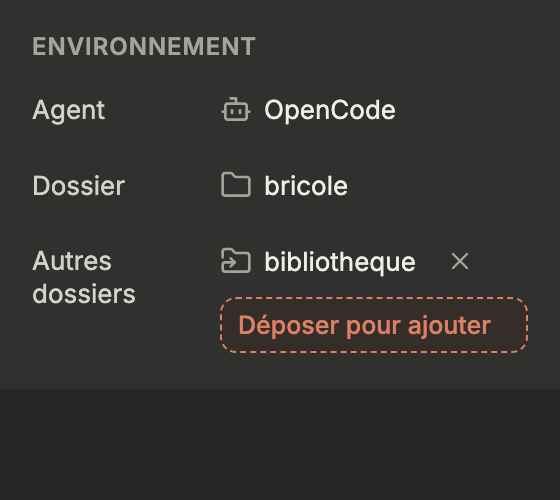 ENVIRONNEMENT
Agent OpenCode
Dossier bricole
Autres dossiers bibliotheque
Déposer pour ajouter